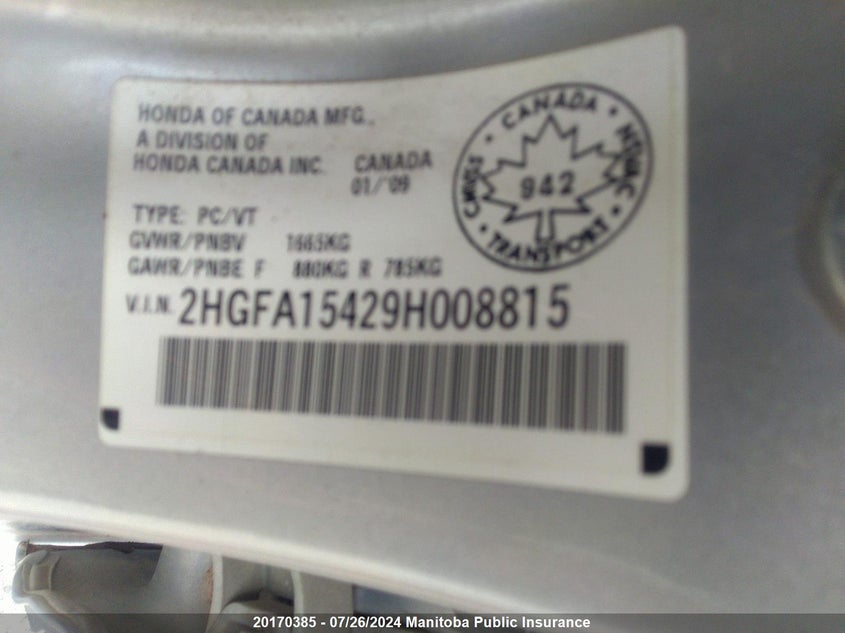 HONDA OF CANADA MFG.,
A DIVISION OF
HONDA CANADA INC. CANADA
01/'09
TYPE: PC/VT
GVWR/PNBV 1665KG
GAWR/PNBE F 880KG R 785KG
V.I.N. 2HGFA15429H008815
CANADA
942
TRANSPORT
20170385 - 07/26/2024 Manitoba Public Insurance